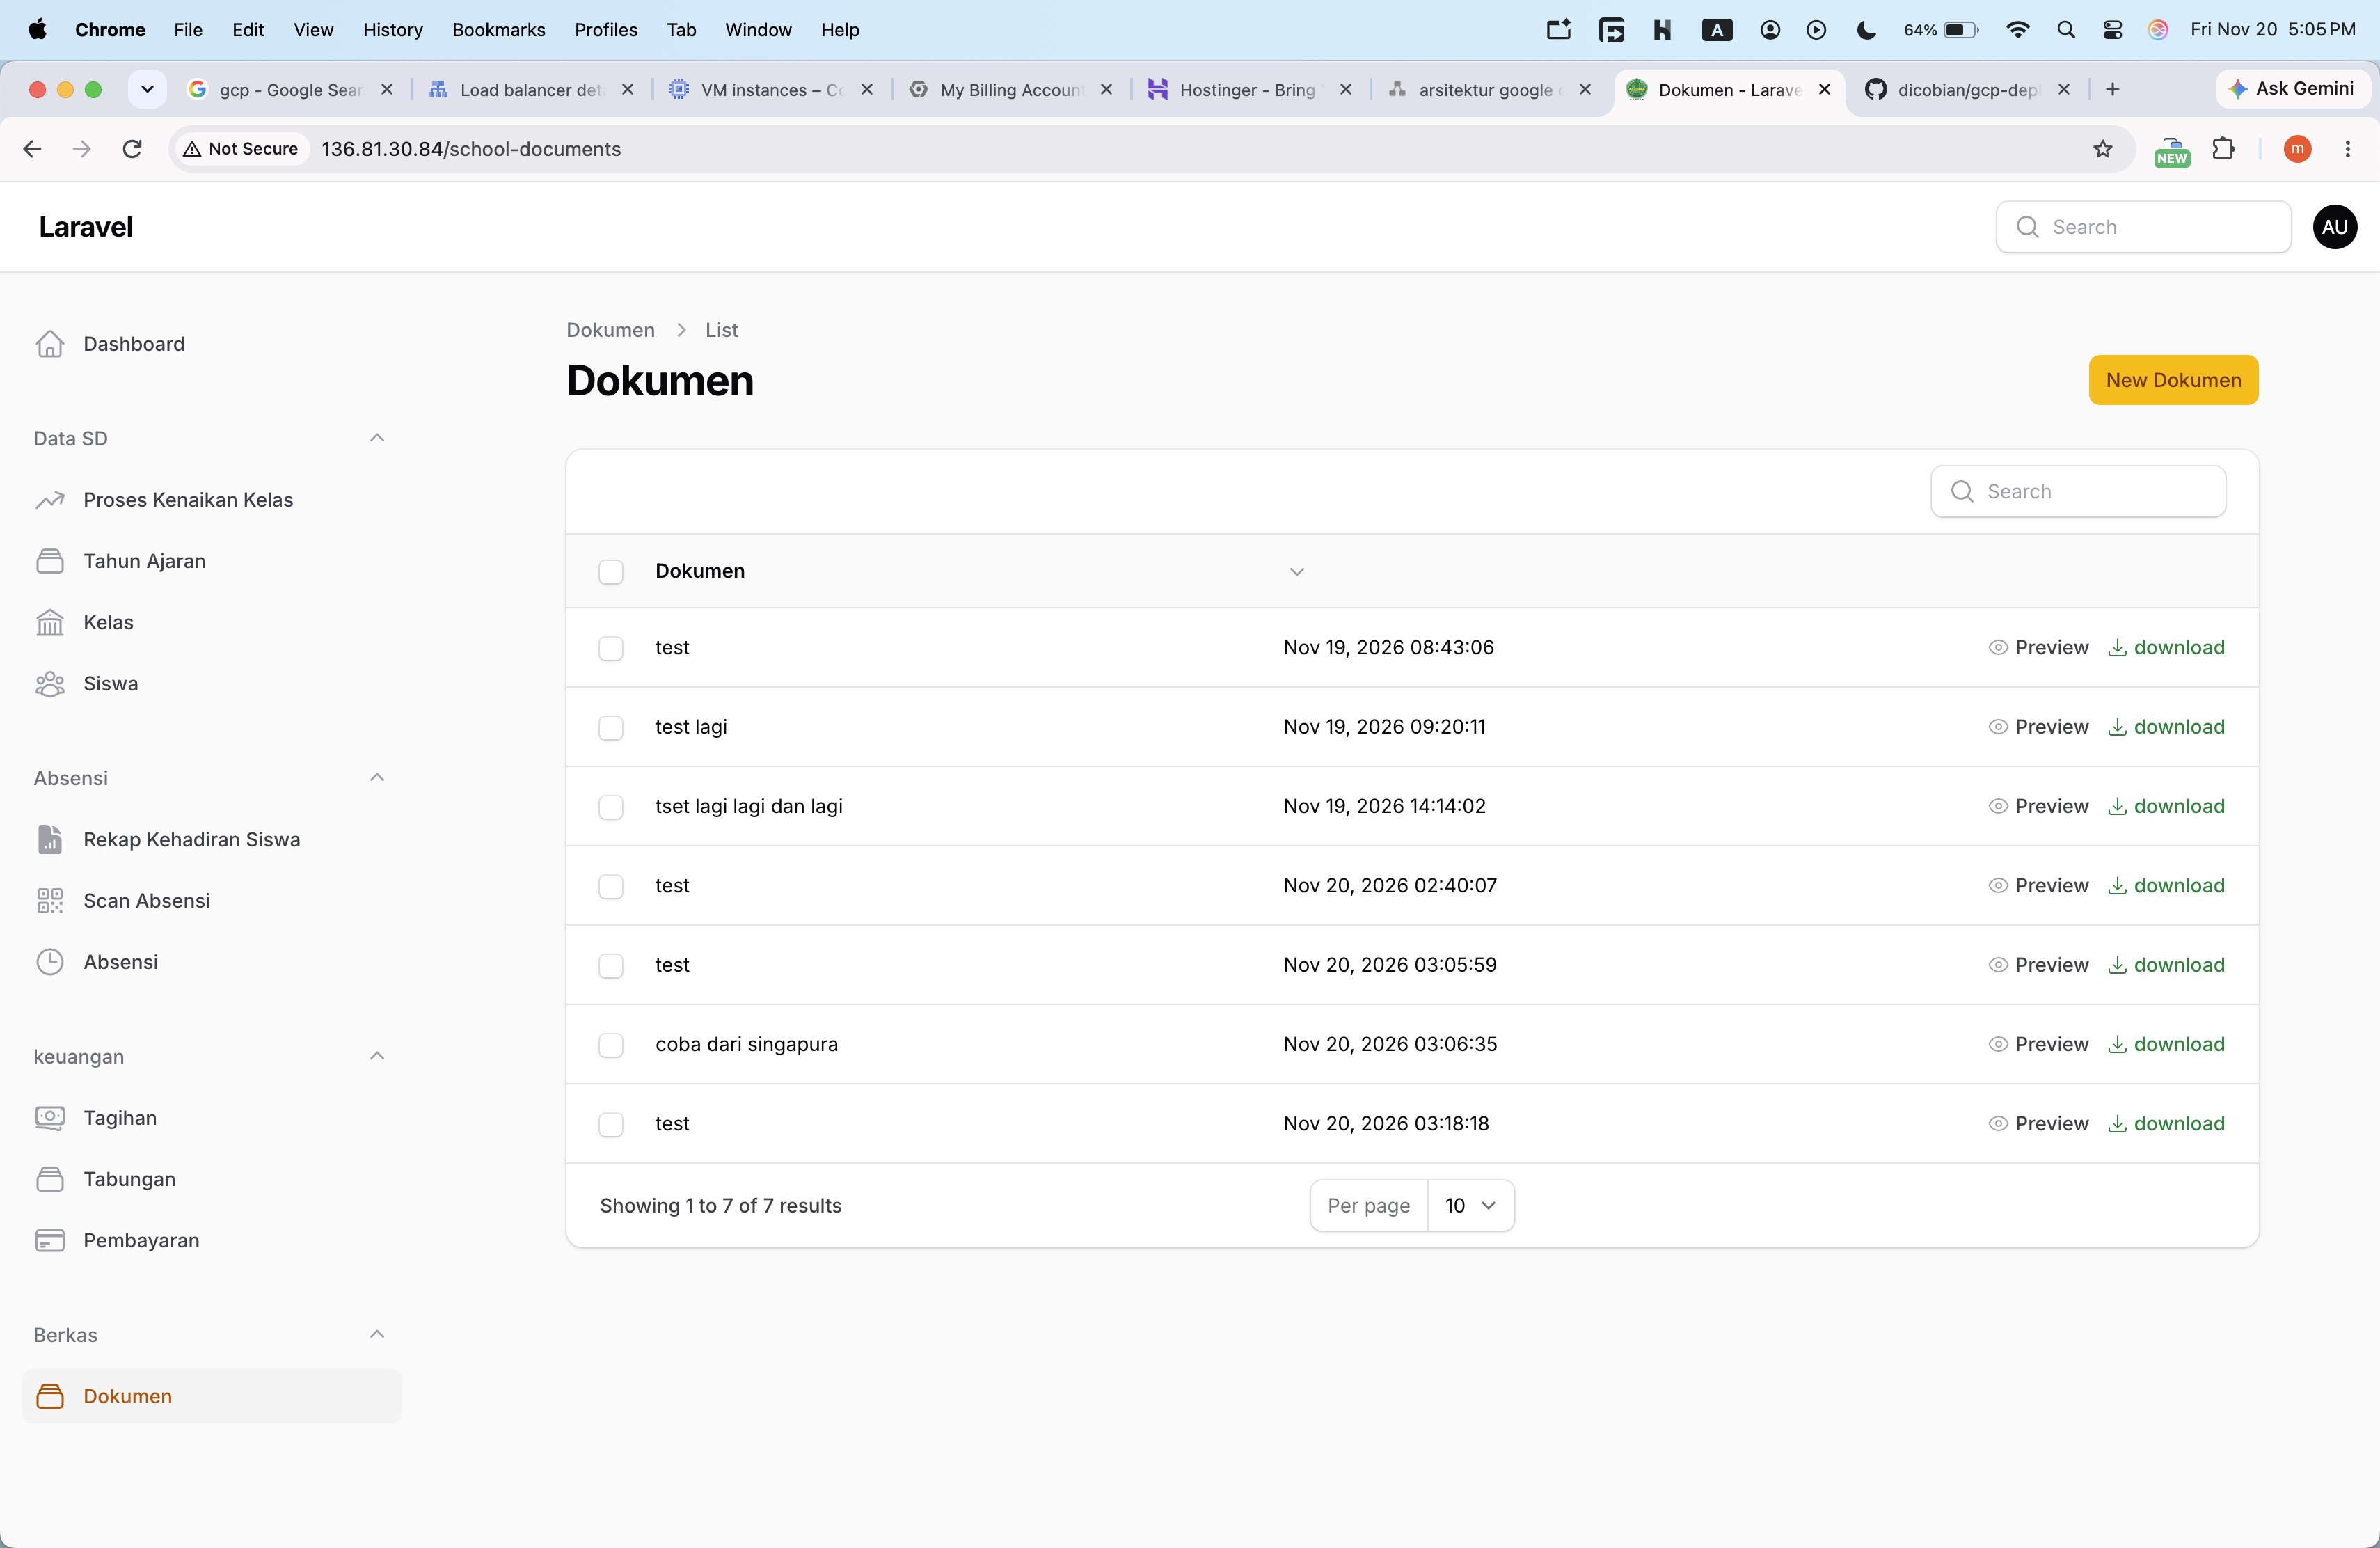 Chrome File Edit View History Bookmarks Profiles Tab Window Help A 64% Fri Nov 20 5:05 PM
gcp - Google Sear Load balancer deta VM instances – Co My Billing Account Hostinger - Bring arsitektur google Dokumen - Larave dicobian/gcp-depl Ask Gemini
Not Secure 136.81.30.84/school-documents NEW m
Laravel Search AU
Dashboard
Data SD
Proses Kenaikan Kelas
Tahun Ajaran
Kelas
Siswa
Absensi
Rekap Kehadiran Siswa
Scan Absensi
Absensi
keuangan
Tagihan
Tabungan
Pembayaran
Berkas
Dokumen
Dokumen List
Dokumen New Dokumen
Search
Dokumen
test Nov 19, 2026 08:43:06 Preview download
test lagi Nov 19, 2026 09:20:11 Preview download
tset lagi lagi dan lagi Nov 19, 2026 14:14:02 Preview download
test Nov 20, 2026 02:40:07 Preview download
test Nov 20, 2026 03:05:59 Preview download
coba dari singapura Nov 20, 2026 03:06:35 Preview download
test Nov 20, 2026 03:18:18 Preview download
Showing 1 to 7 of 7 results Per page 10